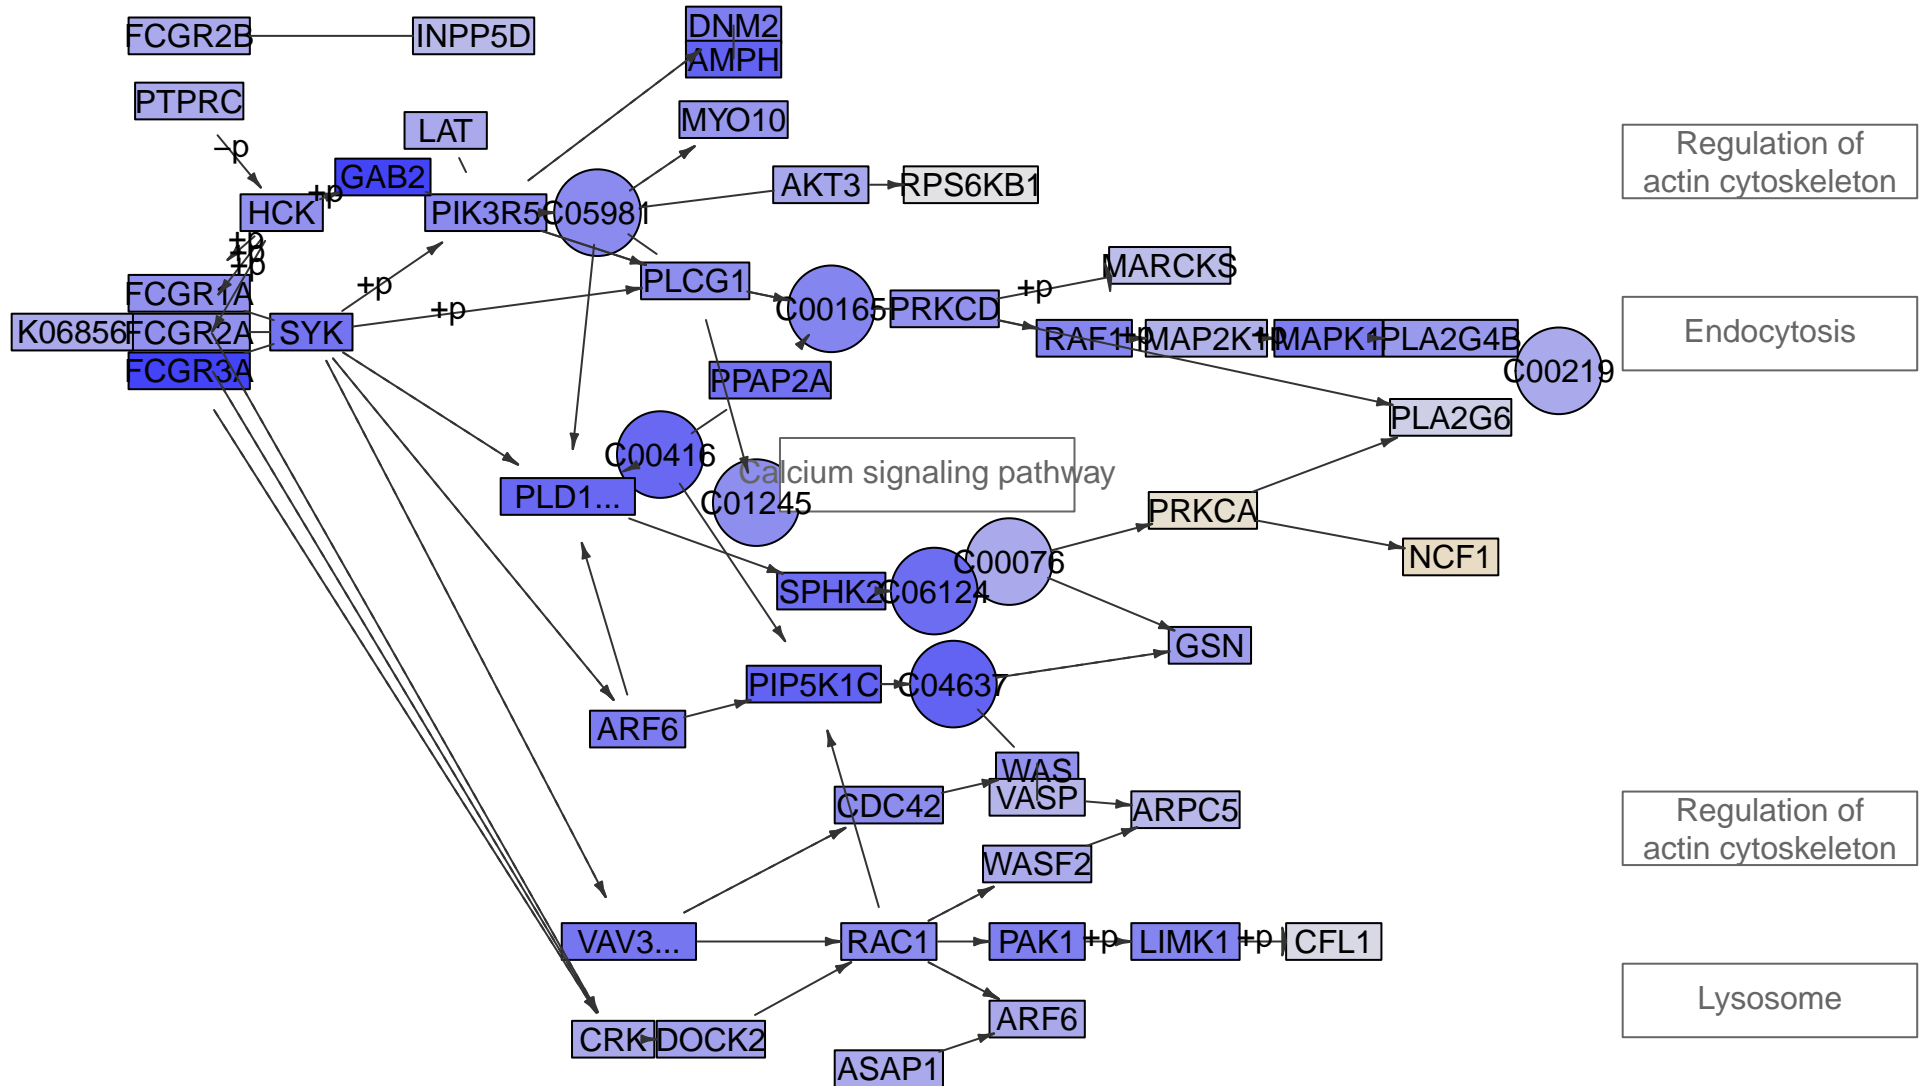 FCGR2B
INPP5D
DNM2
AMPH
PTPRC
LAT
MYO10
Regulation of
actin cytoskeleton
-p
GAB2
+p
HCK
PIK3R5
C05981
AKT3
RPS6KB1
+p
+p
+p
+p
FCGR1A
K06856
FCGR2A
FCGR3A
SYK
+p
PLCG1
C00165
PRKCD
+p
MARCKS
RAF1
+p
MAP2K1
+p
MAPK1
PLA2G4B
C00219
Endocytosis
PPAP2A
PLA2G6
C00416
Calcium signaling pathway
PLD1...
C01245
PRKCA
NCF1
C00076
SPHK2
C06124
GSN
PIP5K1C
C04637
ARF6
WAS
VASP
CDC42
ARPC5
WASF2
Regulation of
actin cytoskeleton
VAV3...
RAC1
PAK1
+p
LIMK1
+p
CFL1
CRK
DOCK2
ARF6
ASAP1
Lysosome